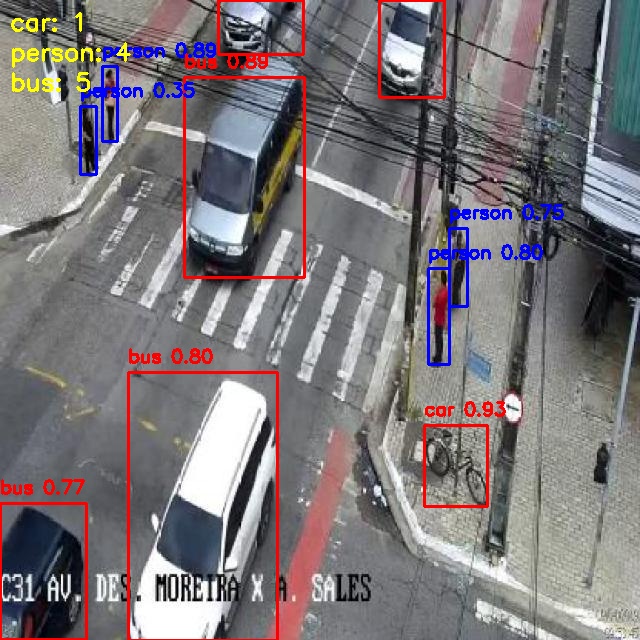 car: 1
person: 4
bus: 5
person 0.89
bus 0.89
person 0.35
person 0.75
person 0.80
bus 0.80
car 0.93
bus 0.77
C31 AV. DES. MOREIRA X A. SALES